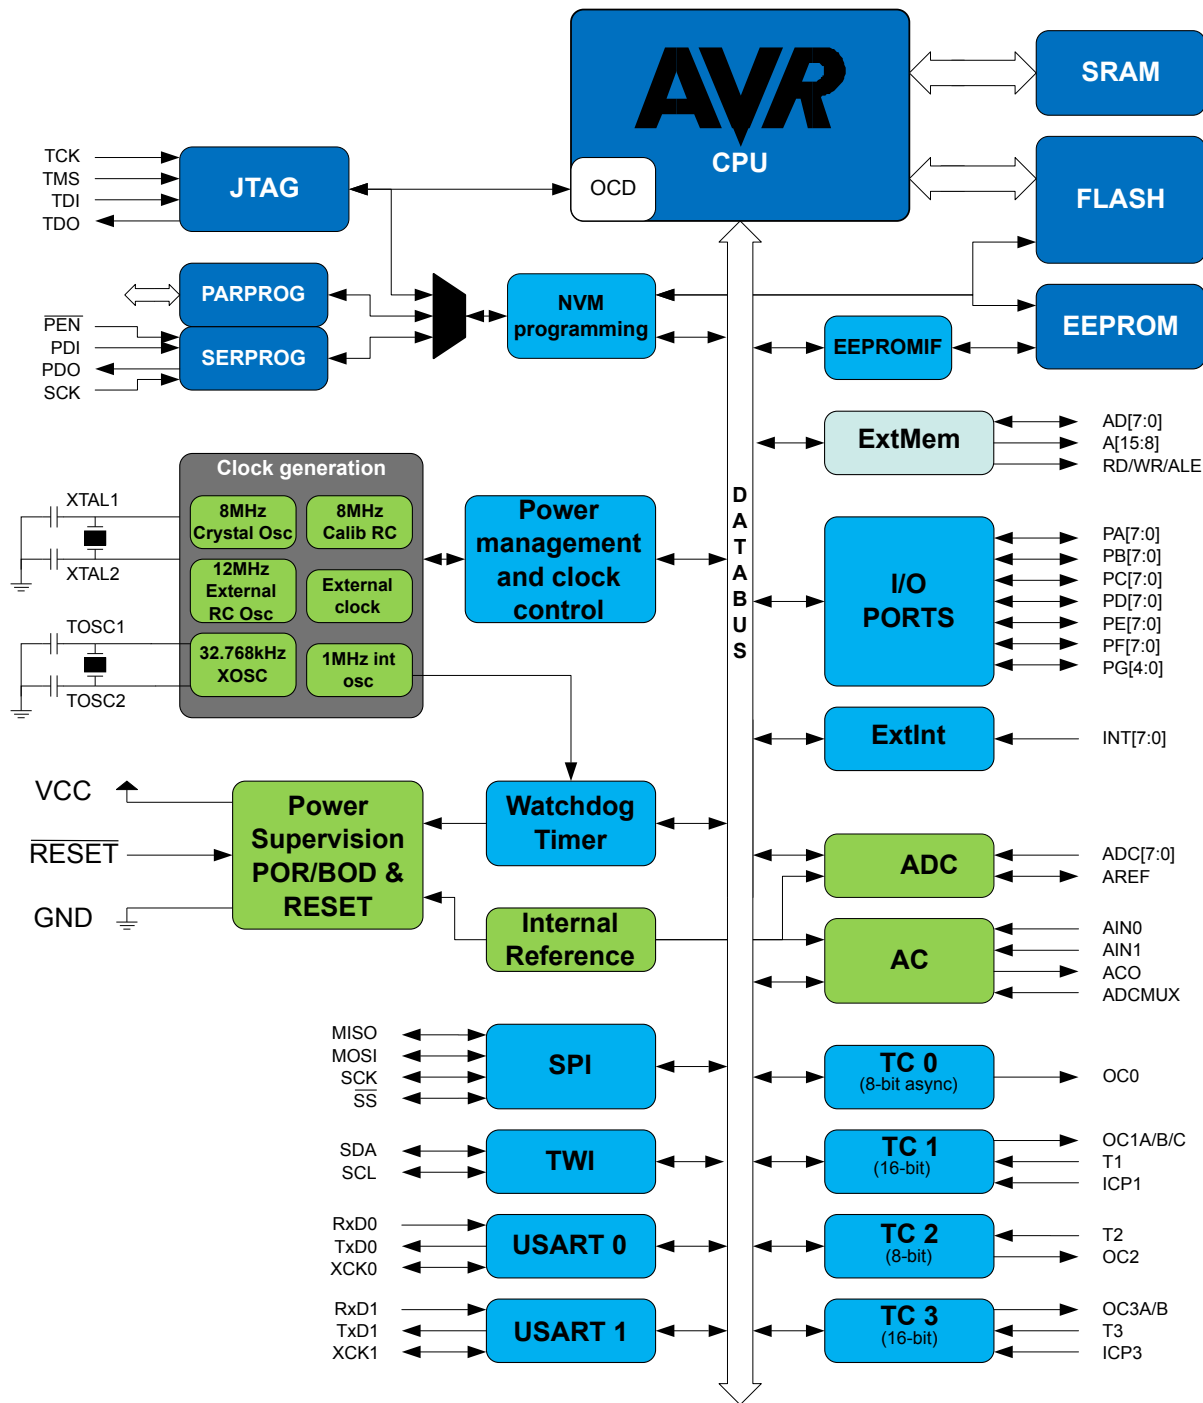 AVR
CPU
OCD
SRAM
FLASH
EEPROM
TCK
TMS
TDI
TDO
JTAG
PARPROG
SERPROG
PEN
PDI
PDO
SCK
NVM
programming
EEPROMIF
ExtMem
AD[7:0]
A[15:8]
RD/WR/ALE
DATABUS
Clock generation
8MHz
Crystal Osc
8MHz
Calib RC
12MHz
External
RC Osc
External
clock
32.768kHz
XOSC
1MHz int
osc
XTAL1
XTAL2
TOSC1
TOSC2
Power
management
and clock
control
I/O
PORTS
PA[7:0]
PB[7:0]
PC[7:0]
PD[7:0]
PE[7:0]
PF[7:0]
PG[4:0]
ExtInt
INT[7:0]
VCC
RESET
GND
Power
Supervision
POR/BOD &
RESET
Watchdog
Timer
Internal
Reference
ADC
ADC[7:0]
AREF
AC
AIN0
AIN1
ACO
ADCMUX
MISO
MOSI
SCK
SS
SPI
TC 0
(8-bit async)
OC0
SDA
SCL
TWI
TC 1
(16-bit)
OC1A/B/C
T1
ICP1
RxD0
TxD0
XCK0
USART 0
TC 2
(8-bit)
T2
OC2
RxD1
TxD1
XCK1
USART 1
TC 3
(16-bit)
OC3A/B
T3
ICP3